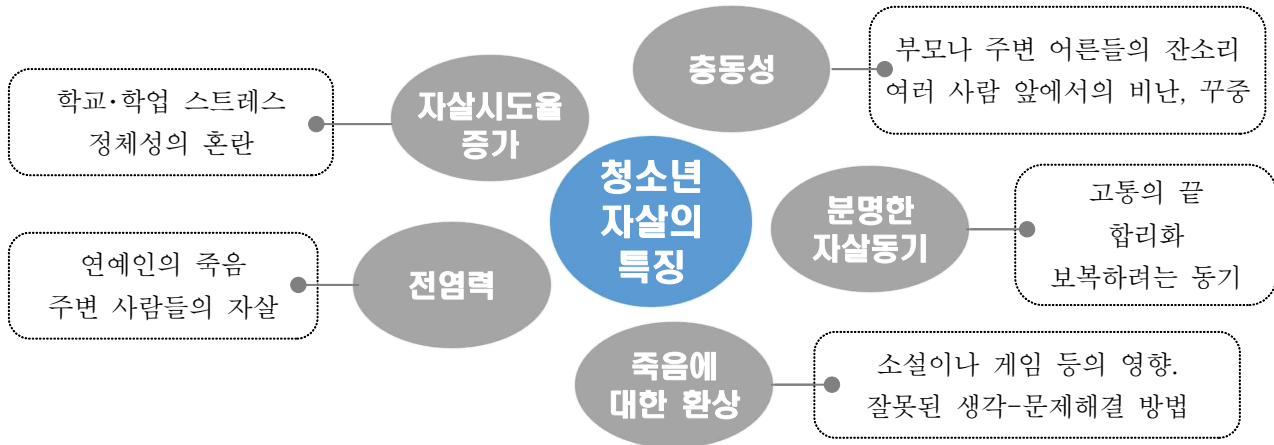 청소년
자살의
특징
충동성
부모나 주변 어른들의 잔소리
여러 사람 앞에서의 비난, 꾸중
자살시도율
증가
학교·학업 스트레스
정체성의 혼란
분명한
자살동기
고통의 끝
합리화
보복하려는 동기
전염력
연예인의 죽음
주변 사람들의 자살
죽음에
대한 환상
소설이나 게임 등의 영향.
잘못된 생각-문제해결 방법